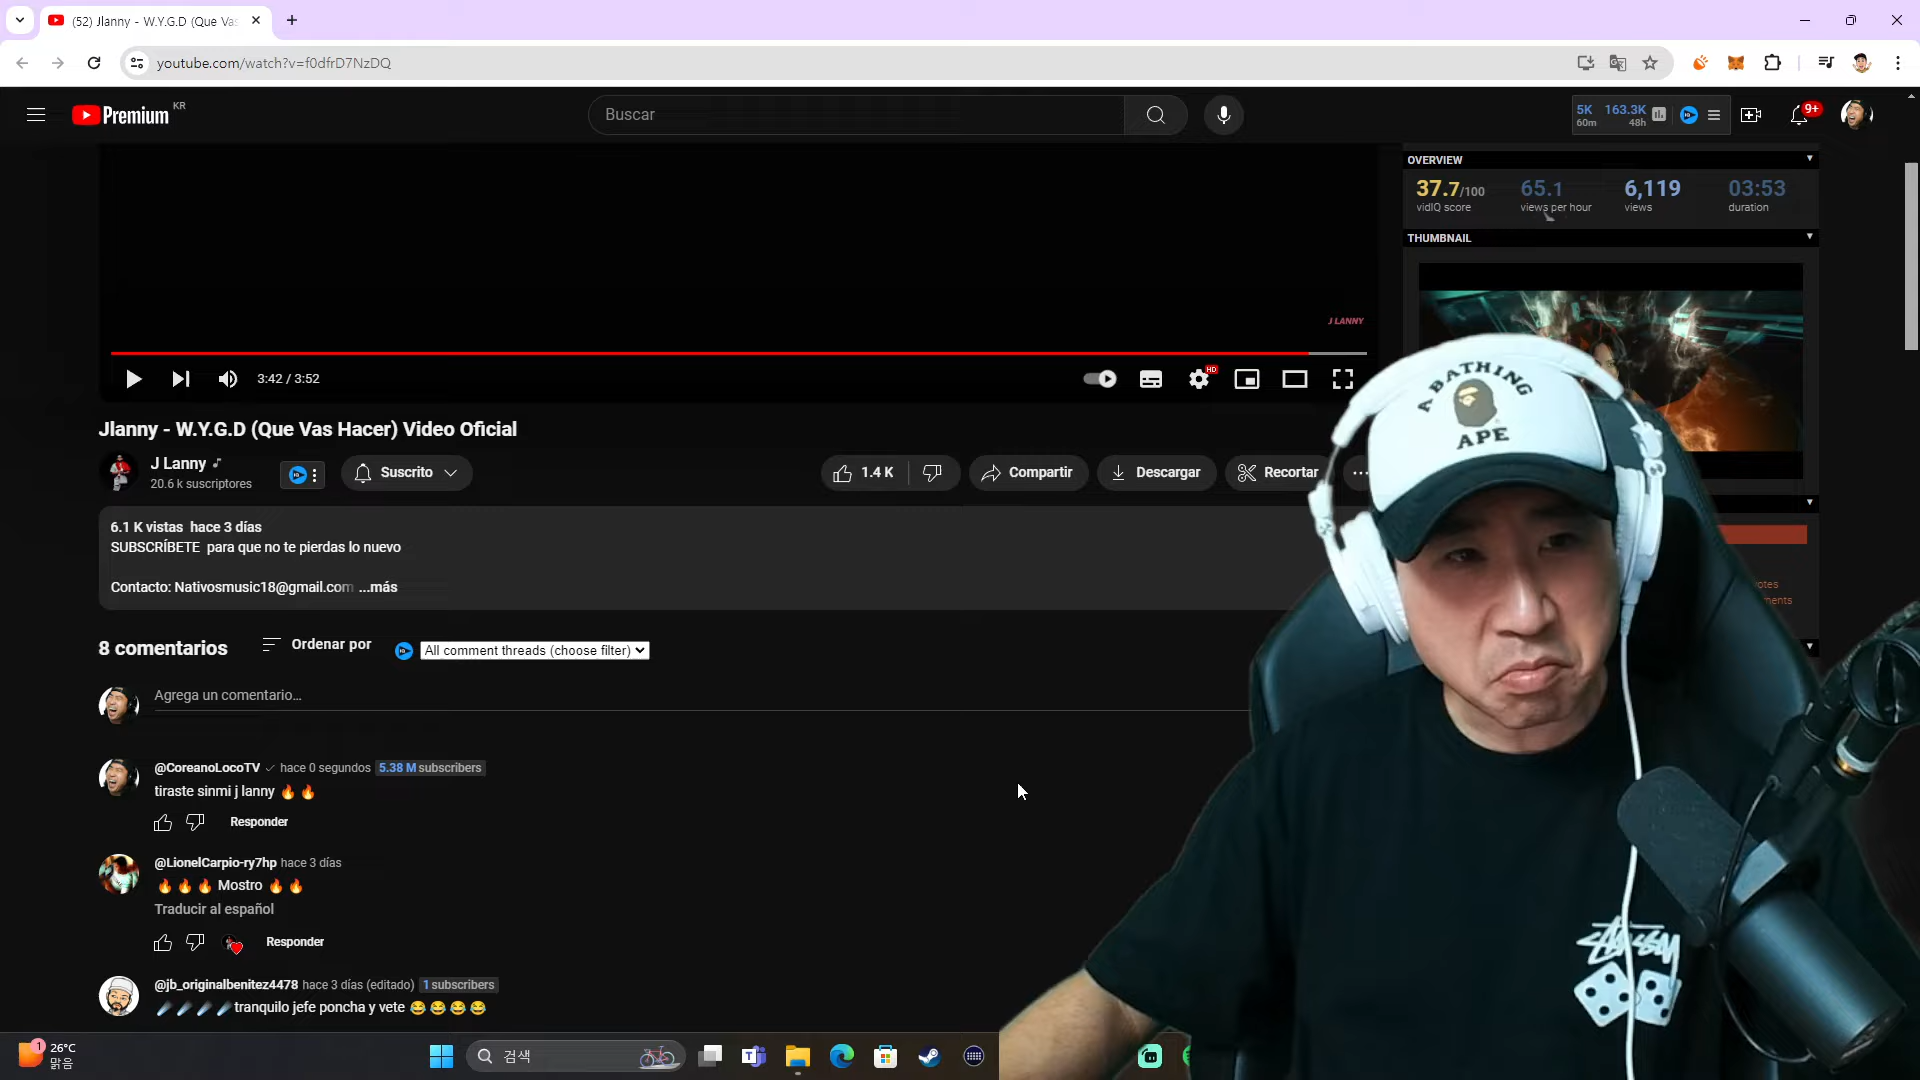 (52) Jlanny - W.Y.G.D (Que Vas
youtube.com/watch?v=f0dfrD7NzDQ
Premium KR
Buscar
5K 60m 163.3K 48h
9+
OVERVIEW
37.7/100 65.1 6,119 03:53
vidIQ score views per hour views duration
THUMBNAIL
J LANNY
3:42 / 3:52
HD
A BATHING
APE
Jlanny - W.Y.G.D (Que Vas Hacer) Video Oficial
J Lanny
20.6 k suscriptores
Suscrito
1.4 K
Compartir
Descargar
Recortar
6.1 K vistas hace 3 días
SUBSCRÍBETE para que no te pierdas lo nuevo
Contacto: Nativosmusic18@gmail.com ...más
8 comentarios
Ordenar por
All comment threads (choose filter)
Agrega un comentario...
@CoreanoLocoTV hace 0 segundos 5.38 M subscribers
tiraste sinmi j lanny 🔥 🔥
Responder
@LionelCarpio-ry7hp hace 3 días
🔥 🔥 🔥 Mostro 🔥 🔥
Traducir al español
Responder
@jb_originalbenitez4478 hace 3 días (editado) 1 subscribers
☄️☄️☄️☄️tranquilo jefe poncha y vete 😂 😂 😂 😂
STUSSY
1
26°C
맑음
검색